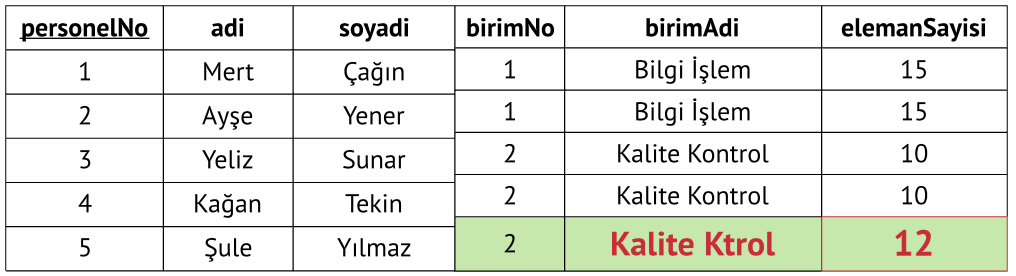 personelNo adi soyadi birimNo birimAdi elemanSayisi
1 Mert Çağın 1 Bilgi İşlem 15
2 Ayşe Yener 1 Bilgi İşlem 15
3 Yeliz Sunar 2 Kalite Kontrol 10
4 Kağan Tekin 2 Kalite Kontrol 10
5 Şule Yılmaz 2 Kalite Ktrol 12